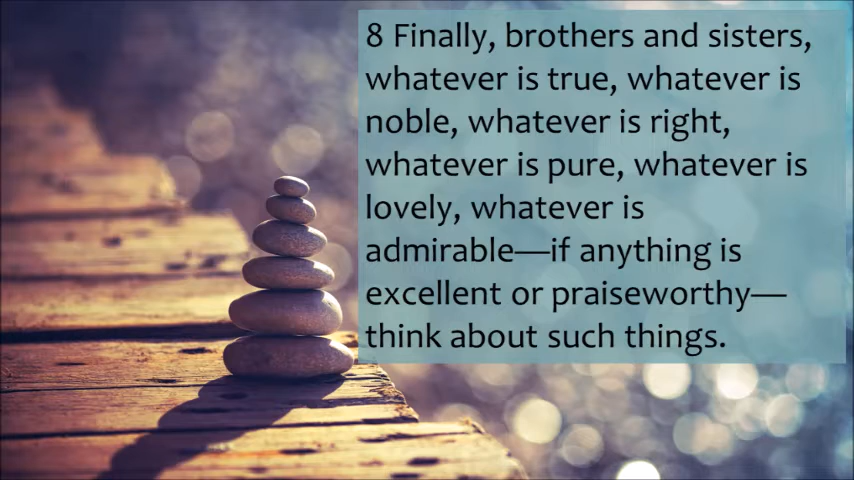 8 Finally, brothers and sisters,
whatever is true, whatever is
noble, whatever is right,
whatever is pure, whatever is
lovely, whatever is
admirable—if anything is
excellent or praiseworthy—
think about such things.